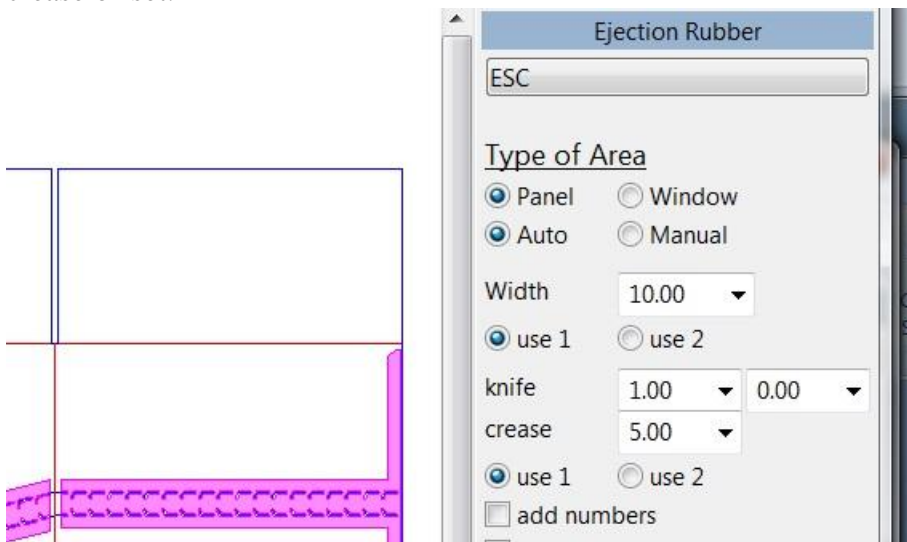 Ejection Rubber
ESC
Type of Area
Panel Window
Auto Manual
Width 10.00
use 1 use 2
knife 1.00 0.00
crease 5.00
use 1 use 2
add numbers